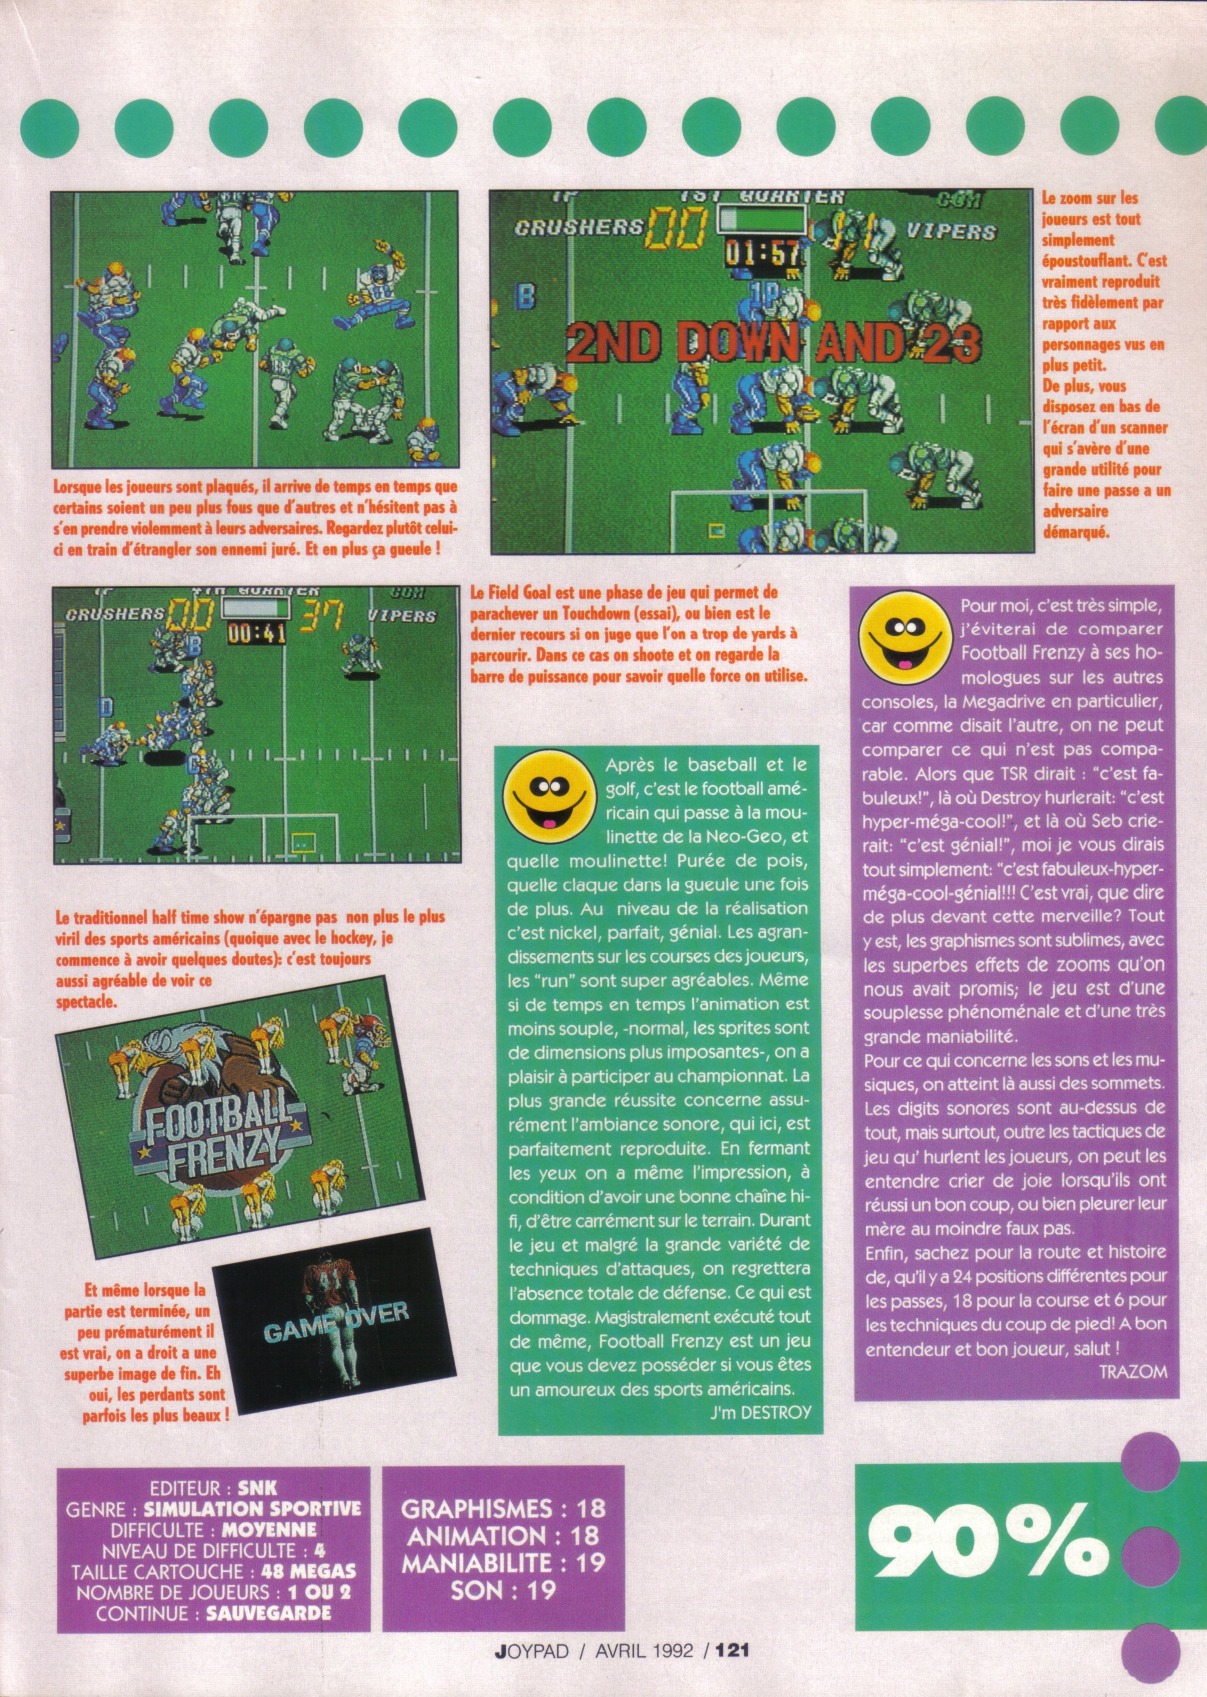 1ST QUARTER
COM
CRUSHERS 00
VIPERS
01:57
B
1P
2ND DOWN AND 23
Le zoom sur les
joueurs est tout
simplement
époustouflant. C'est
vraiment reproduit
très fidèlement par
rapport aux
personnages vus en
plus petit.
De plus, vous
disposez en bas de
l'écran d'un scanner
qui s'avère d'une
grande utilité pour
faire une passe a un
adversaire
démarqué.
Lorsque les joueurs sont plaqués, il arrive de temps en temps que
certains soient un peu plus fous que d'autres et n'hésitent pas à
s'en prendre violemment à leurs adversaires. Regardez plutôt celui-
ci en train d'étrangler son ennemi juré. Et en plus ça gueule !
4TH QUARTER
COM
CRUSHERS 00
37 VIPERS
00:41
B
D
C
Le Field Goal est une phase de jeu qui permet de
parachever un Touchdown (essai), ou bien est le
dernier recours si on juge que l'on a trop de yards à
parcourir. Dans ce cas on shoote et on regarde la
barre de puissance pour savoir quelle force on utilise.
Le traditionnel half time show n'épargne pas non plus le plus
viril des sports américains (quoique avec le hockey, je
commence à avoir quelques doutes): c'est toujours
aussi agréable de voir ce
spectacle.
FOOTBALL
FRENZY
Et même lorsque la
partie est terminée, un
peu prématurément il
est vrai, on a droit a une
superbe image de fin. Eh
oui, les perdants sont
parfois les plus beaux !
41
GAME OVER
Après le baseball et le
golf, c'est le football amé-
ricain qui passe à la mou-
linette de la Neo-Geo, et
quelle moulinette! Purée de pois,
quelle claque dans la gueule une fois
de plus. Au niveau de la réalisation
c'est nickel, parfait, génial. Les agran-
dissements sur les courses des joueurs,
les "run" sont super agréables. Même
si de temps en temps l'animation est
moins souple, -normal, les sprites sont
de dimensions plus imposantes-, on a
plaisir à participer au championnat. La
plus grande réussite concerne assu-
rément l'ambiance sonore, qui ici, est
parfaitement reproduite. En fermant
les yeux on a même l'impression, à
condition d'avoir une bonne chaîne hi-
fi, d'être carrément sur le terrain. Durant
le jeu et malgré la grande variété de
techniques d'attaques, on regrettera
l'absence totale de défense. Ce qui est
dommage. Magistralement exécuté tout
de même, Football Frenzy est un jeu
que vous devez posséder si vous êtes
un amoureux des sports américains.
J'm DESTROY
Pour moi, c'est très simple,
j'éviterai de comparer
Football Frenzy à ses ho-
mologues sur les autres
consoles, la Megadrive en particulier,
car comme disait l'autre, on ne peut
comparer ce qui n'est pas compa-
rable. Alors que TSR dirait : "c'est fa-
buleux!", là où Destroy hurlerait: "c'est
hyper-méga-cool!", et là où Seb crie-
rait: "c'est génial!", moi je vous dirais
tout simplement: "c'est fabuleux-hyper-
méga-cool-génial!!! C'est vrai, que dire
de plus devant cette merveille? Tout
y est, les graphismes sont sublimes, avec
les superbes effets de zooms qu'on
nous avait promis; le jeu est d'une
souplesse phénoménale et d'une très
grande maniabilité.
Pour ce qui concerne les sons et les mu-
siques, on atteint là aussi des sommets.
Les digits sonores sont au-dessus de
tout, mais surtout, outre les tactiques de
jeu qu' hurlent les joueurs, on peut les
entendre crier de joie lorsqu'ils ont
réussi un bon coup, ou bien pleurer leur
mère au moindre faux pas.
Enfin, sachez pour la route et histoire
de, qu'il y a 24 positions différentes pour
les passes, 18 pour la course et 6 pour
les techniques du coup de pied! A bon
entendeur et bon joueur, salut !
TRAZOM
EDITEUR : SNK
GENRE : SIMULATION SPORTIVE
DIFFICULTE : MOYENNE
NIVEAU DE DIFFICULTE : 4
TAILLE CARTOUCHE : 48 MEGAS
NOMBRE DE JOUEURS : 1 OU 2
CONTINUE : SAUVEGARDE
GRAPHISMES : 18
ANIMATION : 18
MANIABILITE : 19
SON : 19
90%
JOYPAD / AVRIL 1992 / 121